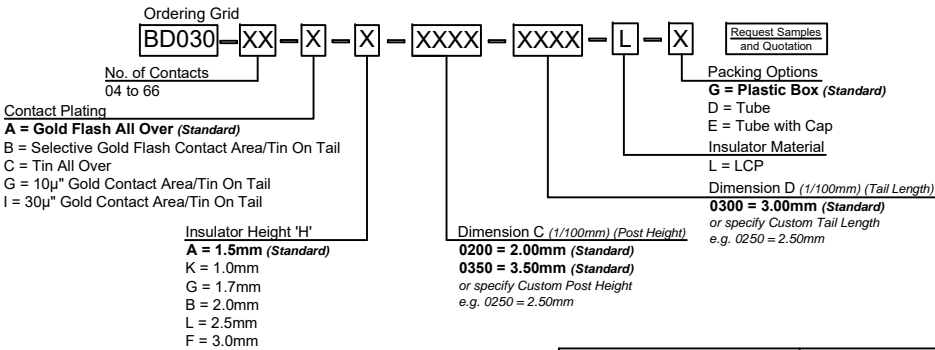 Ordering Grid
BD030 – XX – X – X – XXXX – XXXX – L – X
Request Samples
and Quotation
No. of Contacts
04 to 66
Contact Plating
A = Gold Flash All Over (Standard)
B = Selective Gold Flash Contact Area/Tin On Tail
C = Tin All Over
G = 10µ" Gold Contact Area/Tin On Tail
I = 30µ" Gold Contact Area/Tin On Tail
Insulator Height 'H'
A = 1.5mm (Standard)
K = 1.0mm
G = 1.7mm
B = 2.0mm
L = 2.5mm
F = 3.0mm
Dimension C (1/100mm) (Post Height)
0200 = 2.00mm (Standard)
0350 = 3.50mm (Standard)
or specify Custom Post Height
e.g. 0250 = 2.50mm
Packing Options
G = Plastic Box (Standard)
D = Tube
E = Tube with Cap
Insulator Material
L = LCP
Dimension D (1/100mm) (Tail Length)
0300 = 3.00mm (Standard)
or specify Custom Tail Length
e.g. 0250 = 2.50mm